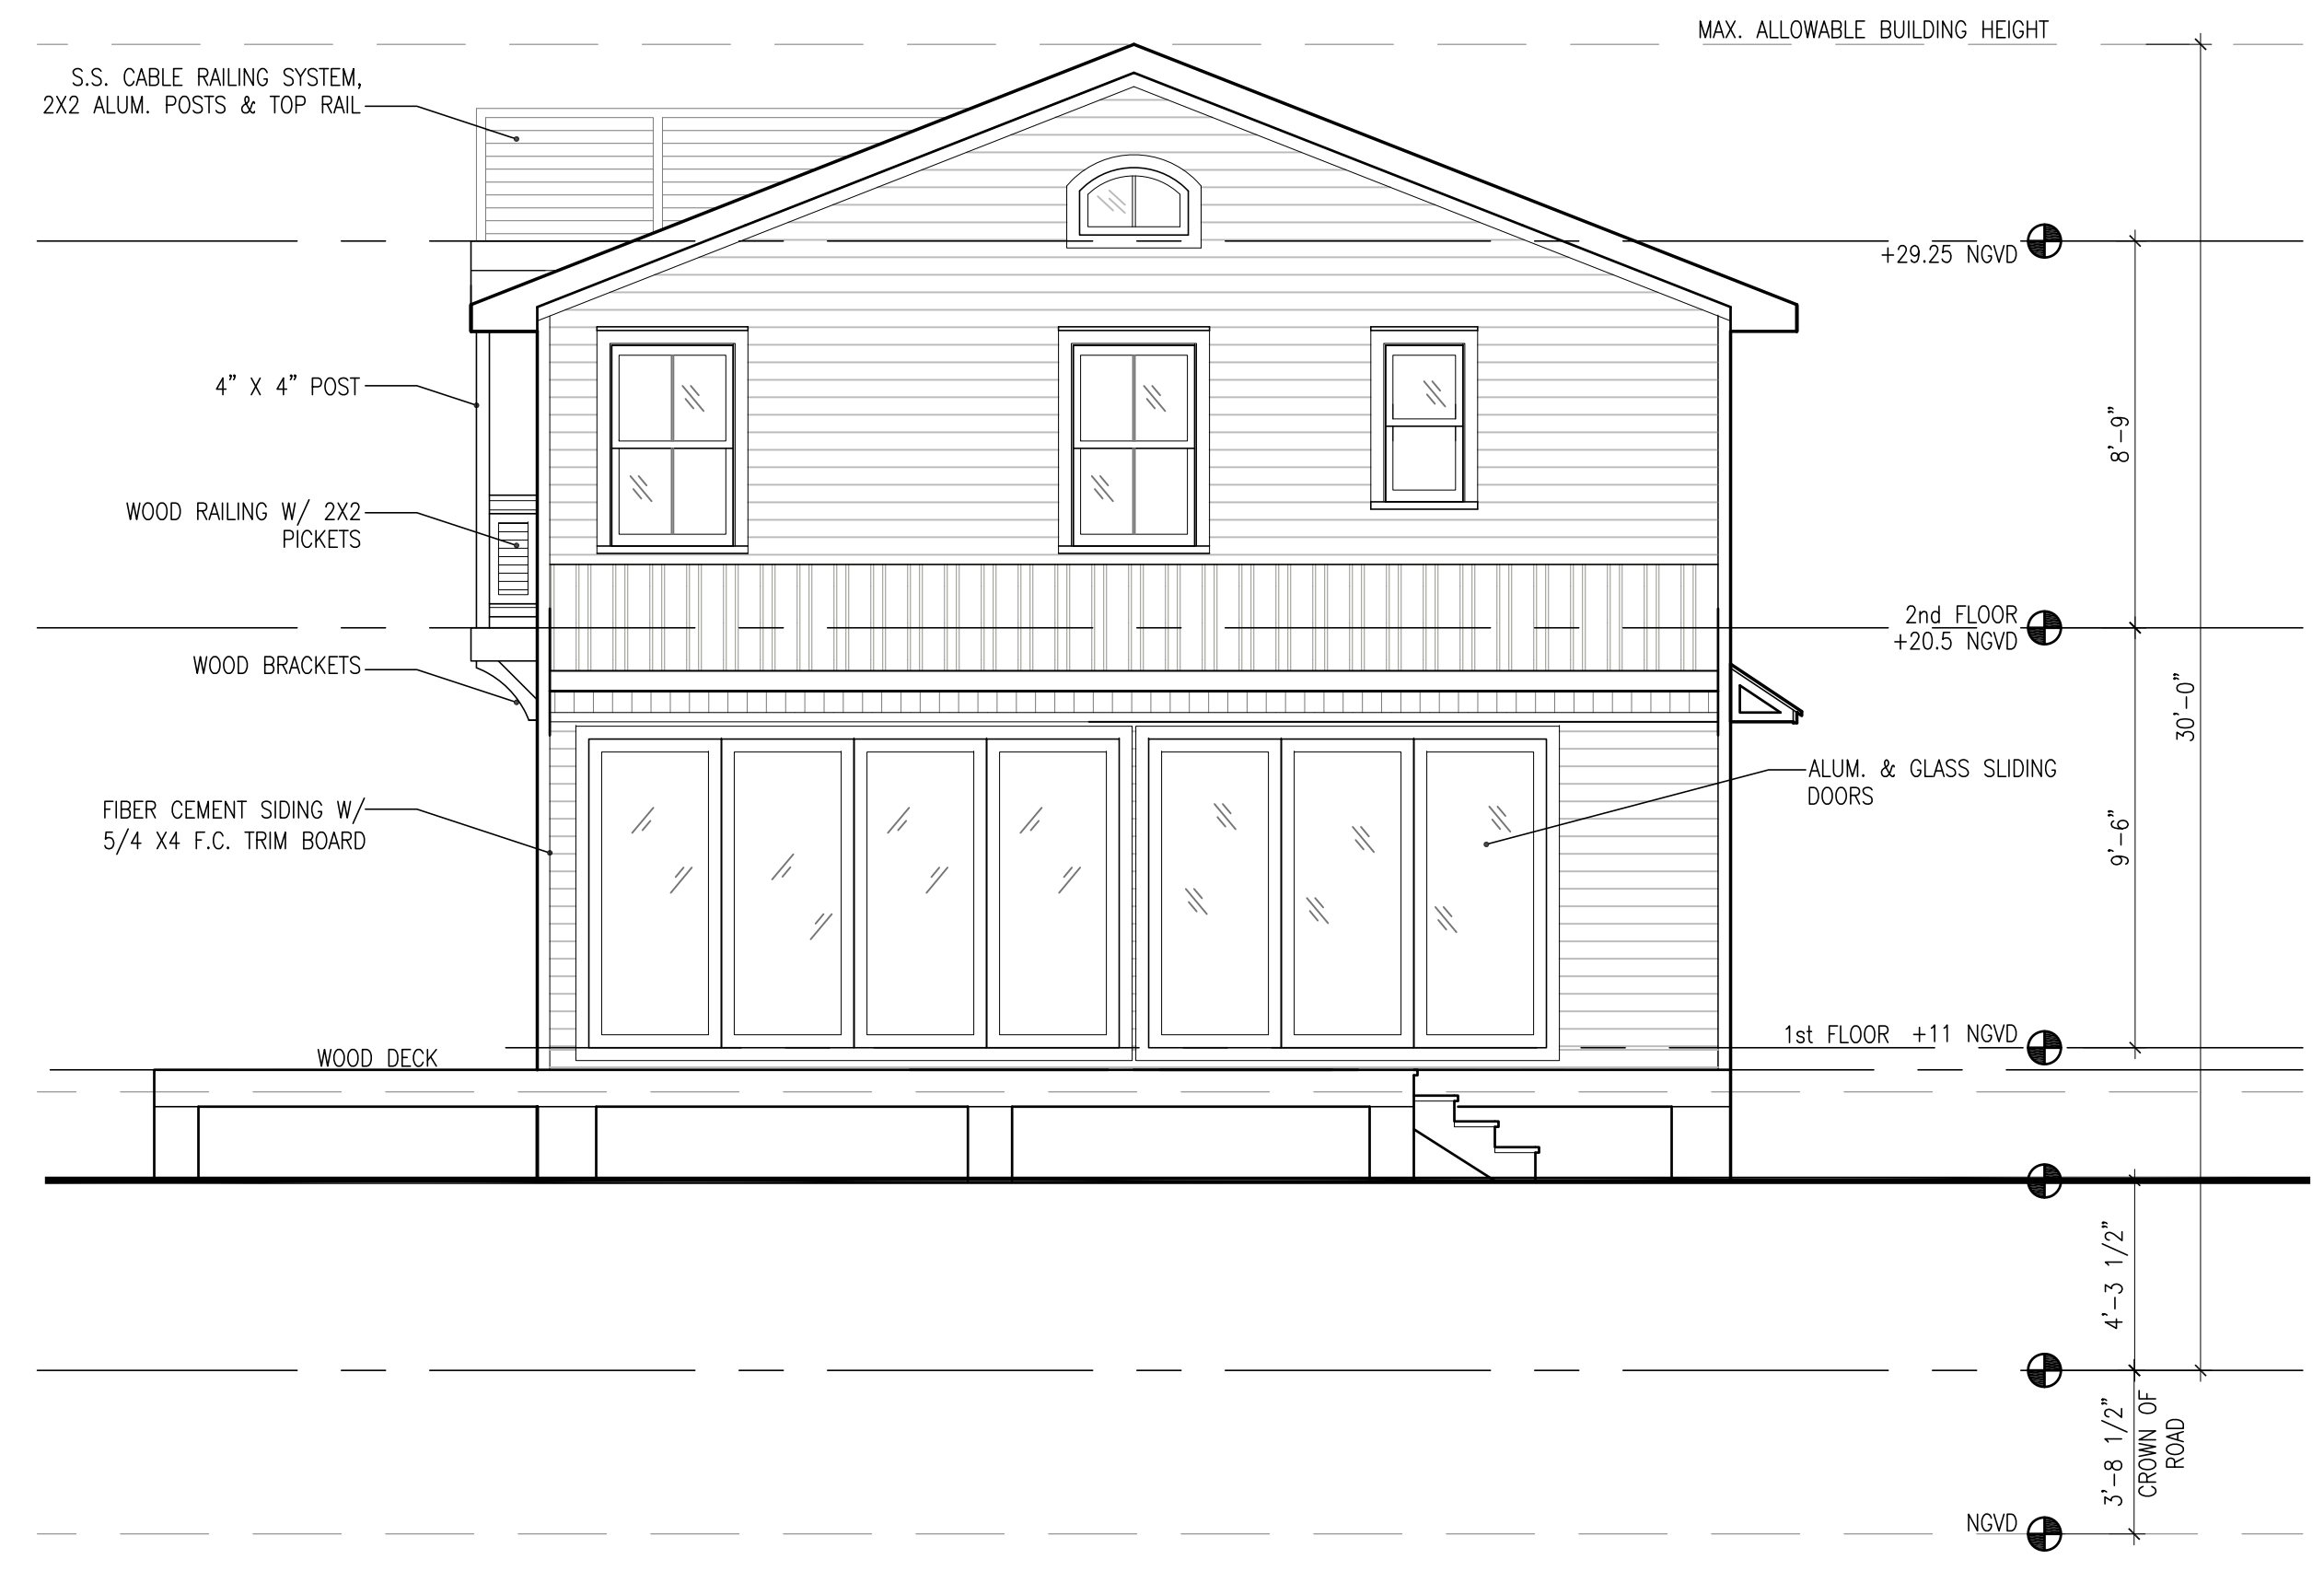 MAX. ALLOWABLE BUILDING HEIGHT
S.S. CABLE RAILING SYSTEM,
2X2 ALUM. POSTS & TOP RAIL
+29.25 NGVD
4" X 4" POST
8'-9"
WOOD RAILING W/ 2X2
PICKETS
2nd FLOOR
+20.5 NGVD
WOOD BRACKETS
30'-0"
ALUM. & GLASS SLIDING
DOORS
FIBER CEMENT SIDING W/
5/4 X4 F.C. TRIM BOARD
9'-6"
1st FLOOR +11 NGVD
WOOD DECK
4'-3 1/2"
3'-8 1/2"
CROWN OF
ROAD
NGVD